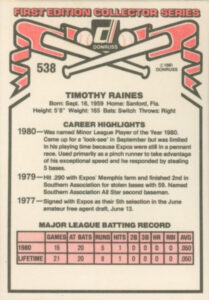 FIRST EDITION COLLECTOR SERIES
DONRUSS
538
© 1981
DONRUSS
TIMOTHY RAINES
Born: Sept. 16, 1959 Home: Sanford, Fla.
Height: 5'8" Weight: 165 Bats: Switch Throws: Right
CAREER HIGHLIGHTS
1980—Was named Minor League Player of the Year 1980.
Came up for a "look-see" in September but was limited
in his playing time because Expos were still in a pennant
race. Used primarily as a pinch runner to take advantage
of his exceptional speed and he responded by stealing
5 bases.
1979—Hit .290 with Expos' Memphis farm and finished 2nd in
Southern Association for stolen bases with 59. Named
Southern Association All Star second baseman.
1977—Signed with Expos as their 5th selection in the June
amateur free agent draft, June 13.
MAJOR LEAGUE BATTING RECORD
GAMES AT BATS RUNS HITS 2B 3B HR RBI AVG
1980 15 20 5 1 0 0 0 0 .050
LIFETIME 21 20 8 1 0 0 0 0 .050